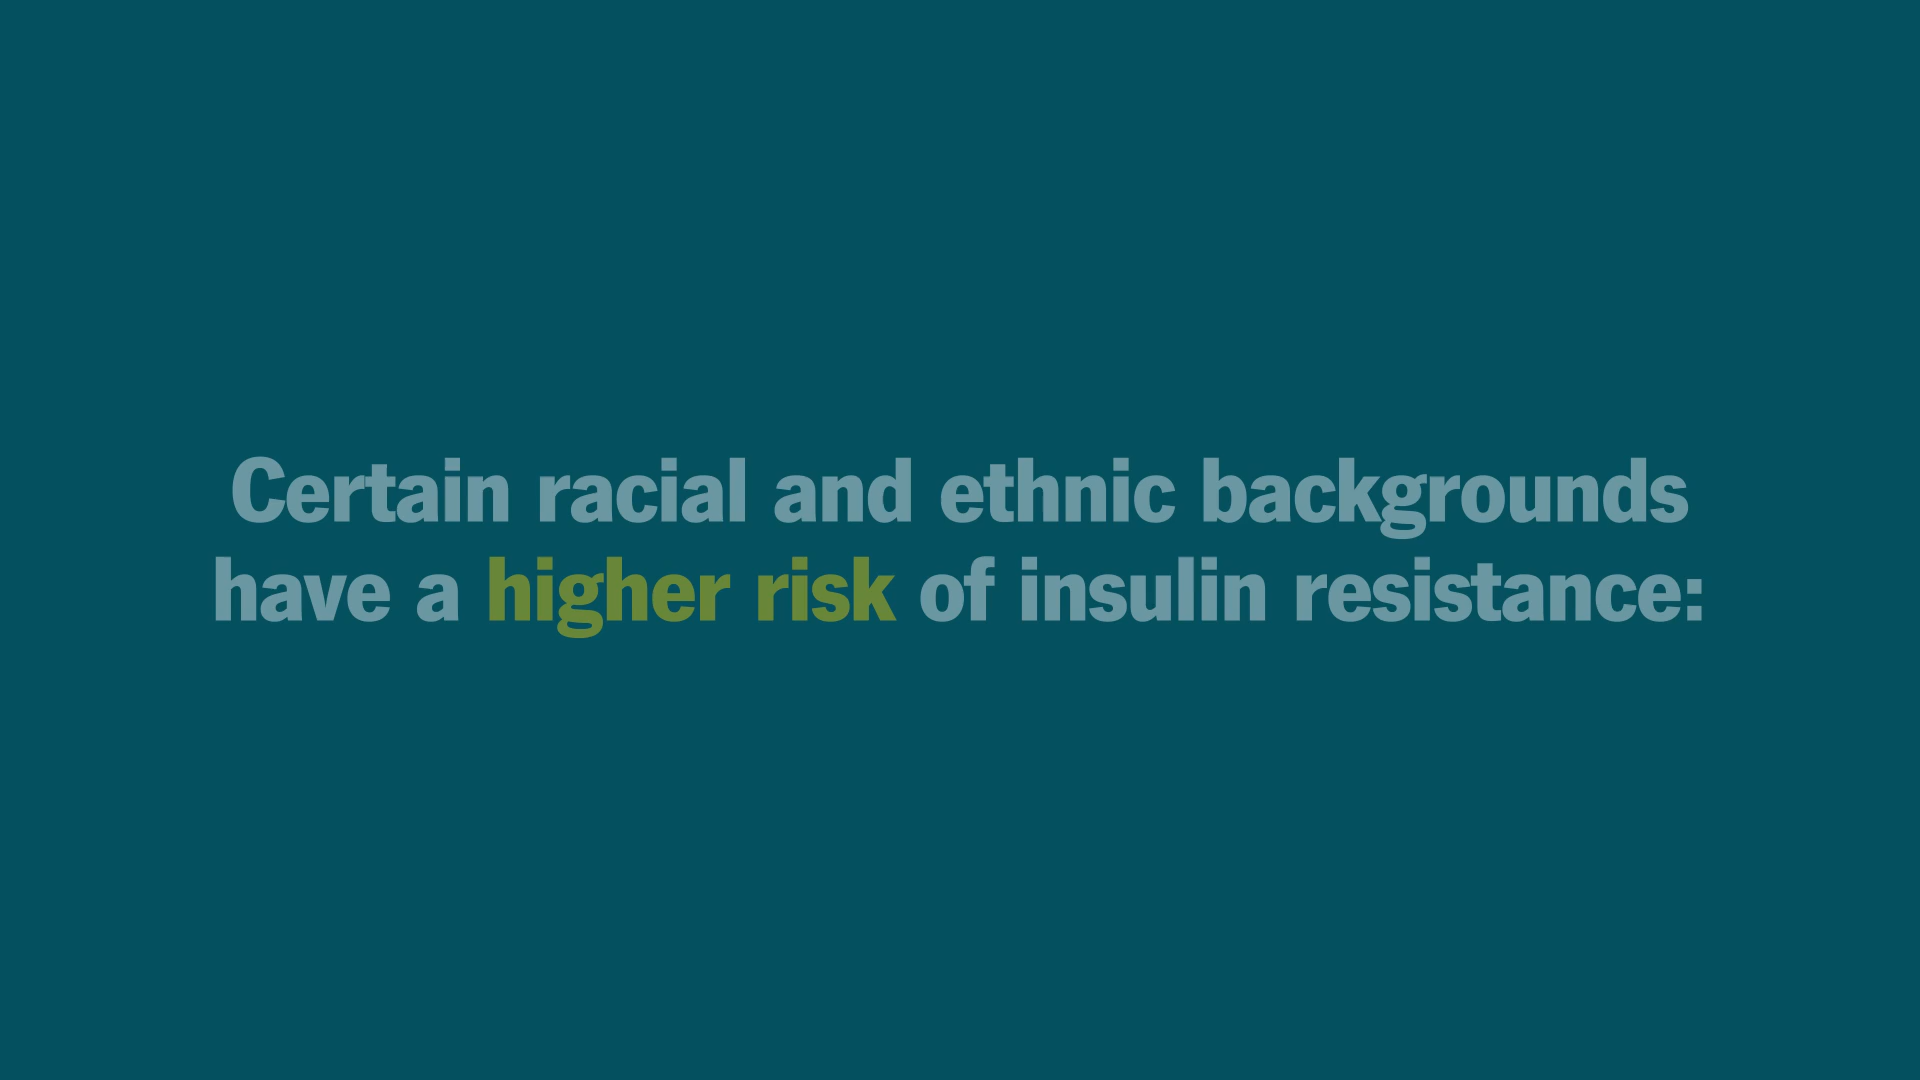 Certain racial and ethnic backgrounds
have a higher risk of insulin resistance: